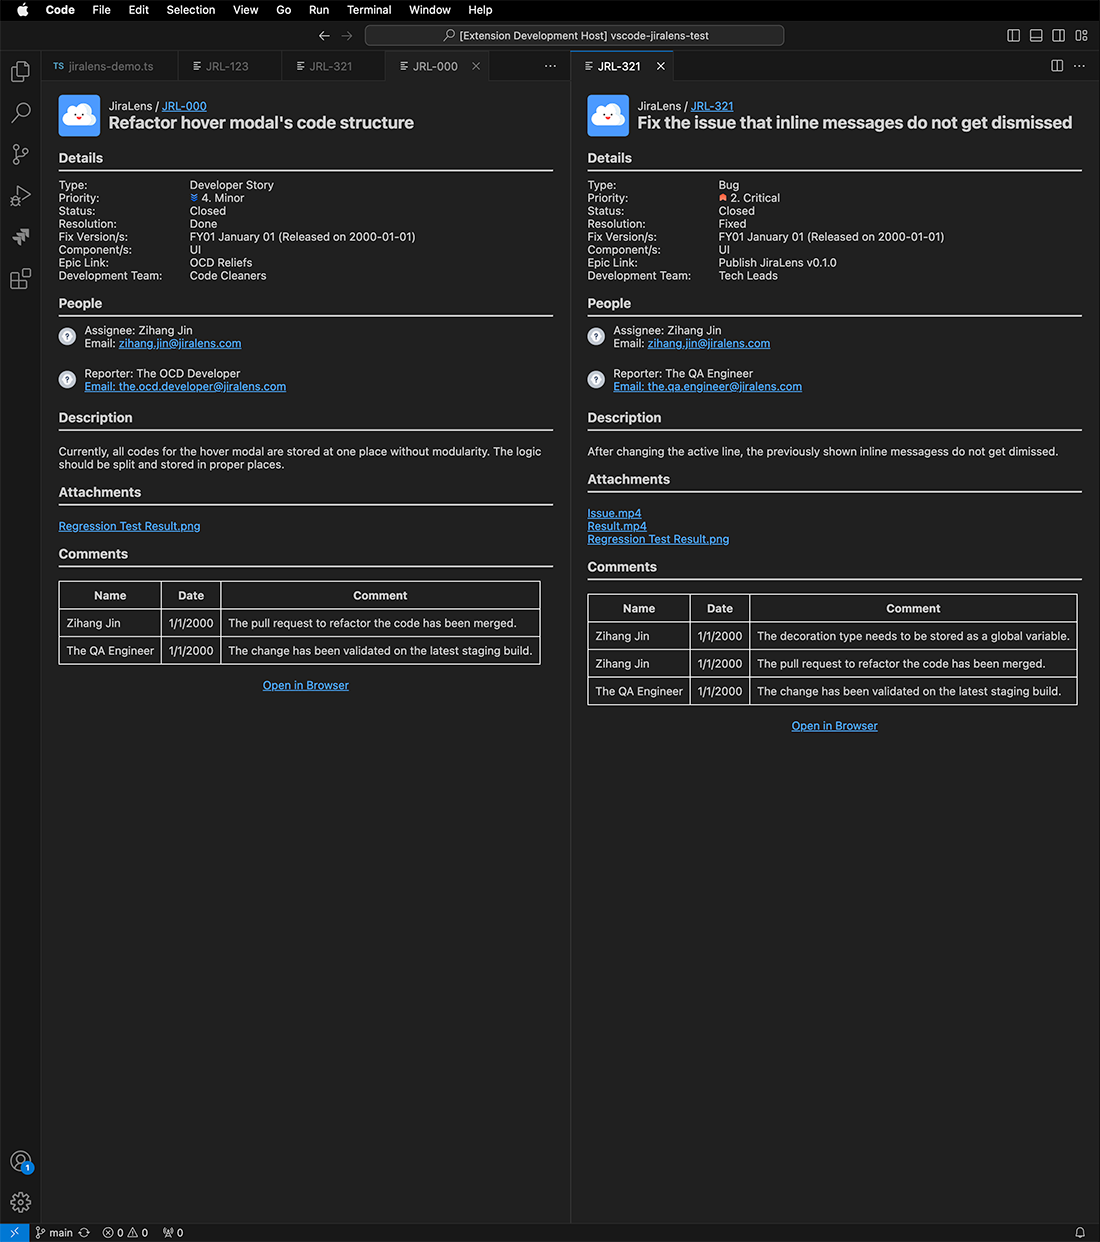 Code File Edit Selection View Go Run Terminal Window Help
[Extension Development Host] vscode-jiralens-test
TS jiralens-demo.ts JRL-123 JRL-321 JRL-000
JiraLens / JRL-000
Refactor hover modal's code structure
Details
Type: Developer Story
Priority: 4. Minor
Status: Closed
Resolution: Done
Fix Version/s: FY01 January 01 (Released on 2000-01-01)
Component/s: UI
Epic Link: OCD Reliefs
Development Team: Code Cleaners
People
? Assignee: Zihang Jin
Email: zihang.jin@jiralens.com
? Reporter: The OCD Developer
Email: the.ocd.developer@jiralens.com
Description
Currently, all codes for the hover modal are stored at one place without modularity. The logic
should be split and stored in proper places.
Attachments
Regression Test Result.png
Comments
Name Date Comment
Zihang Jin 1/1/2000 The pull request to refactor the code has been merged.
The QA Engineer 1/1/2000 The change has been validated on the latest staging build.
Open in Browser
JRL-321
JiraLens / JRL-321
Fix the issue that inline messages do not get dismissed
Details
Type: Bug
Priority: 2. Critical
Status: Closed
Resolution: Fixed
Fix Version/s: FY01 January 01 (Released on 2000-01-01)
Component/s: UI
Epic Link: Publish JiraLens v0.1.0
Development Team: Tech Leads
People
? Assignee: Zihang Jin
Email: zihang.jin@jiralens.com
? Reporter: The QA Engineer
Email: the.qa.engineer@jiralens.com
Description
After changing the active line, the previously shown inline messagess do not get dimissed.
Attachments
Issue.mp4
Result.mp4
Regression Test Result.png
Comments
Name Date Comment
Zihang Jin 1/1/2000 The decoration type needs to be stored as a global variable.
Zihang Jin 1/1/2000 The pull request to refactor the code has been merged.
The QA Engineer 1/1/2000 The change has been validated on the latest staging build.
Open in Browser
1
main 0 0 0